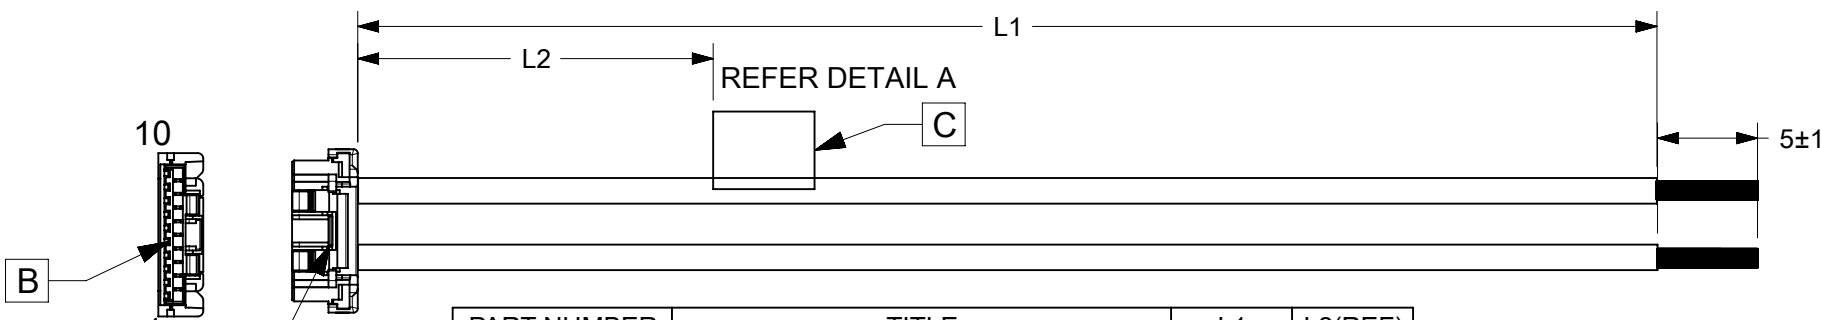 L1
L2
REFER DETAIL A
C
10
5±1
B
PART NUMBER TITLE L1 L2(REF)